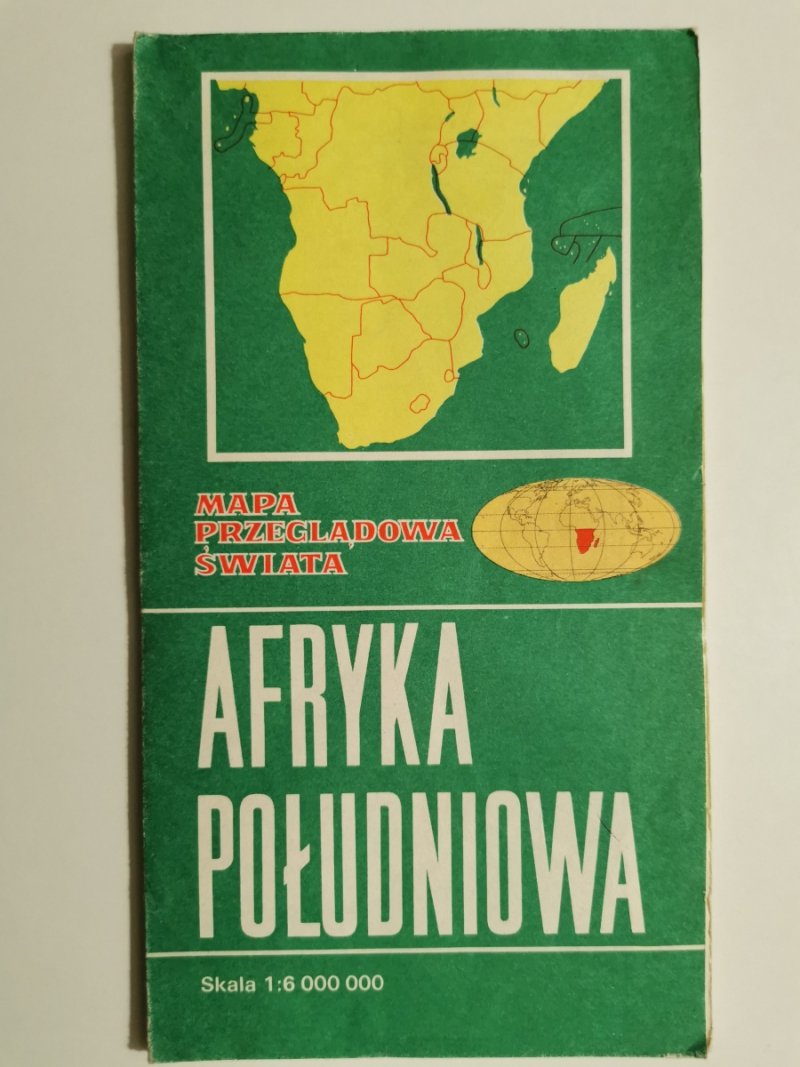 MAPA
PRZEGLĄDOWA
ŚWIATA
AFRYKA
POŁUDNIOWA
Skala 1:6 000 000